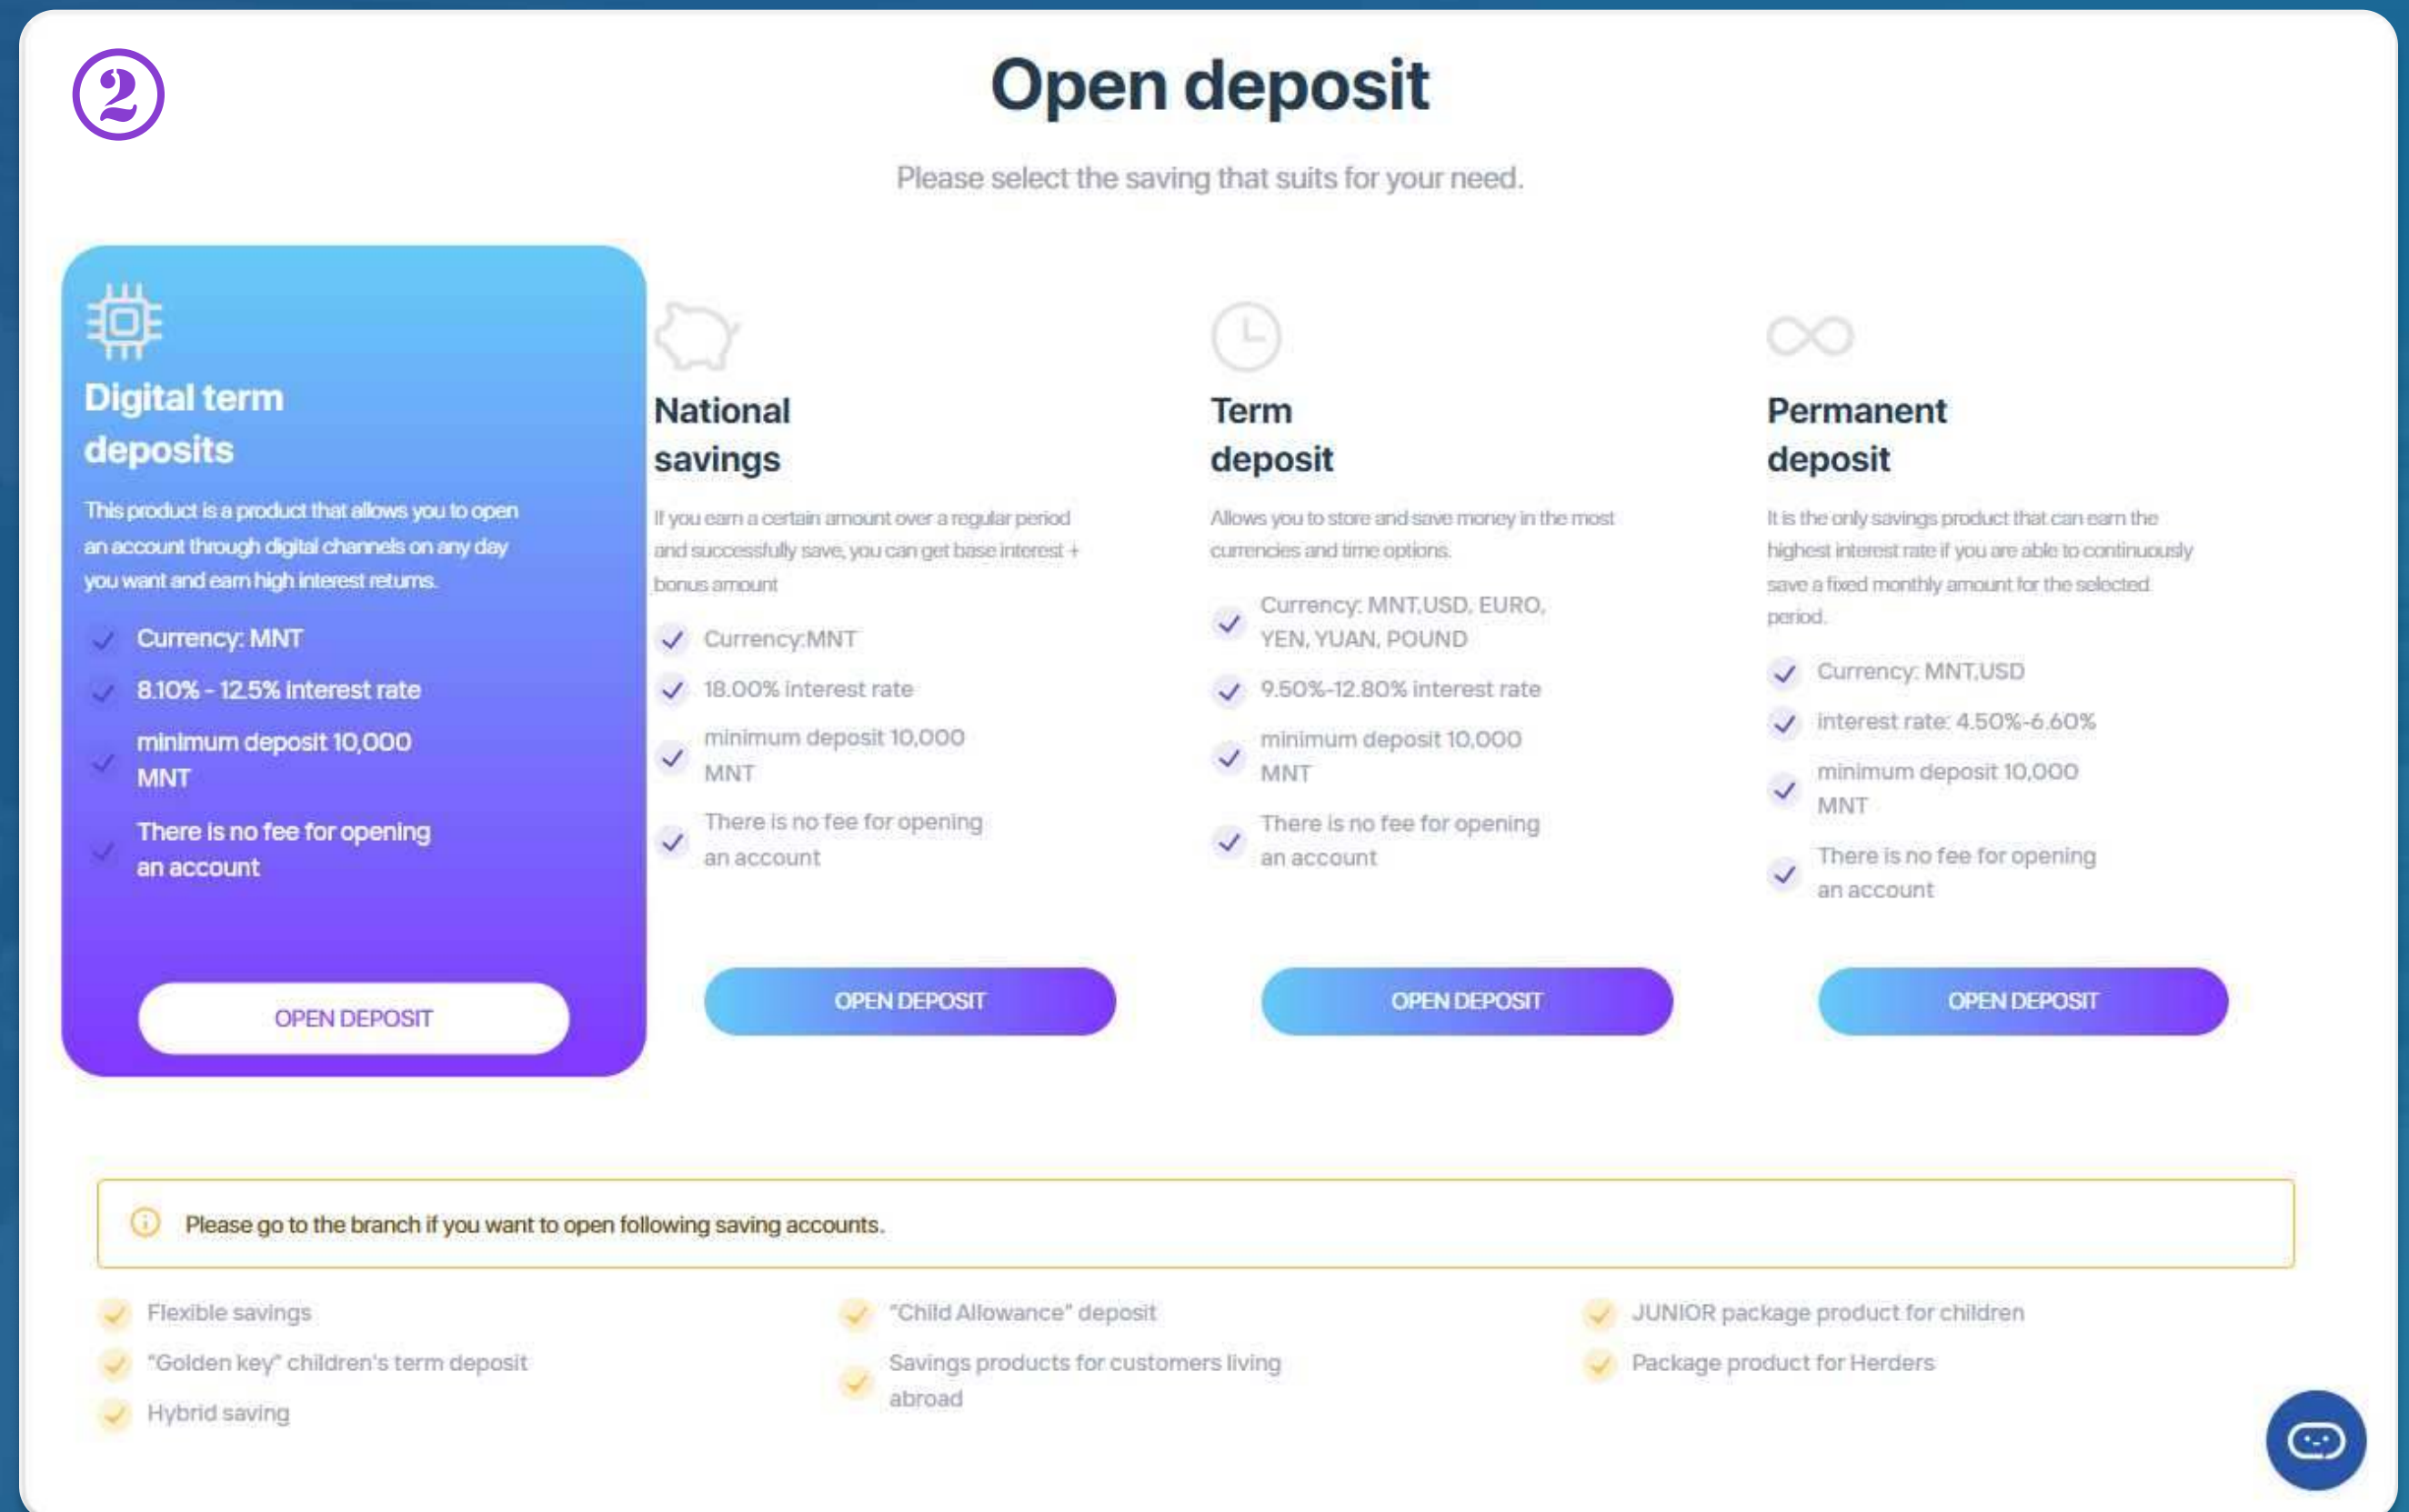 2
Open deposit
Please select the saving that suits for your need.
Digital term
deposits
This product is a product that allows you to open
an account through digital channels on any day
you want and earn high interest returns.
Currency: MNT
8.10% - 12.5% interest rate
minimum deposit 10,000
MNT
There is no fee for opening
an account
OPEN DEPOSIT
National
savings
If you earn a certain amount over a regular period
and successfully save, you can get base interest +
bonus amount
Currency:MNT
18.00% interest rate
minimum deposit 10,000
MNT
There is no fee for opening
an account
OPEN DEPOSIT
Term
deposit
Allows you to store and save money in the most
currencies and time options.
Currency: MNT,USD, EURO,
YEN, YUAN, POUND
9.50%-12.80% interest rate
minimum deposit 10,000
MNT
There is no fee for opening
an account
OPEN DEPOSIT
Permanent
deposit
It is the only savings product that can earn the
highest interest rate if you are able to continuously
save a fixed monthly amount for the selected
period.
Currency: MNT,USD
interest rate: 4.50%-6.60%
minimum deposit 10,000
MNT
There is no fee for opening
an account
OPEN DEPOSIT
Please go to the branch if you want to open following saving accounts.
Flexible savings
"Golden key" children's term deposit
Hybrid saving
"Child Allowance" deposit
Savings products for customers living
abroad
JUNIOR package product for children
Package product for Herders